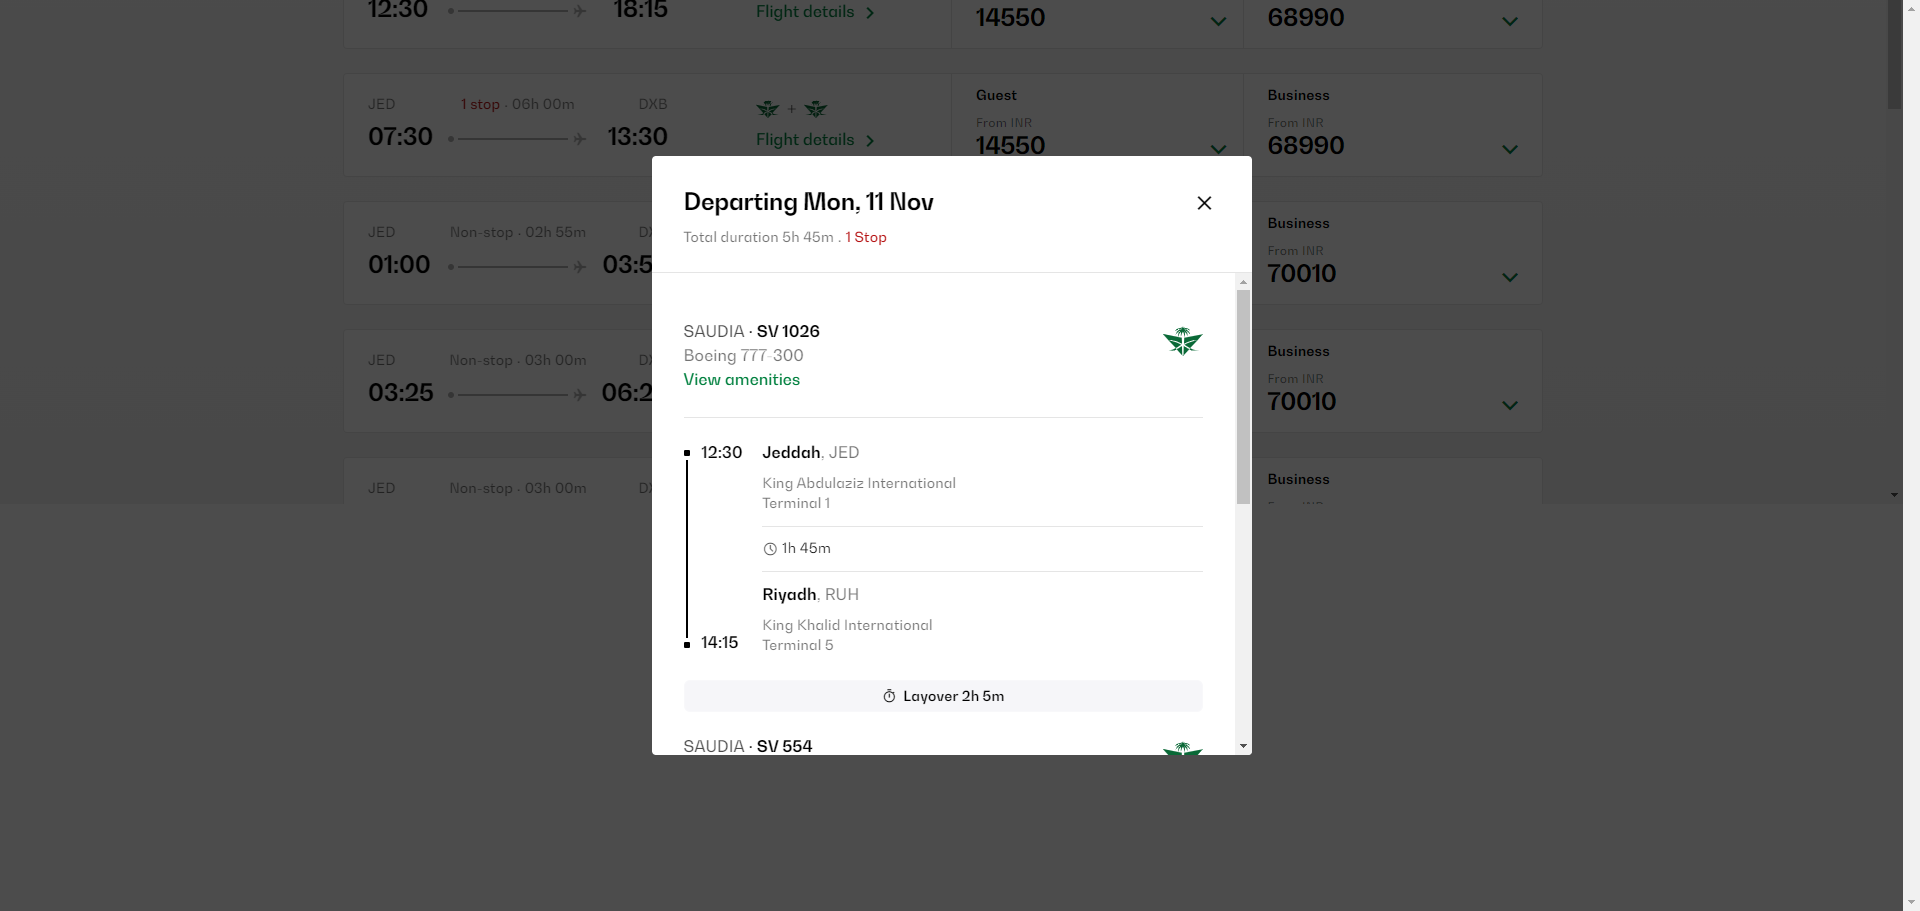 12:30
18:15
Flight details
14550
68990
JED
1 stop · 06h 00m
DXB
07:30
13:30
+
Flight details
Guest
From INR
14550
Business
From INR
68990
JED
Non-stop · 02h 55m
01:00
Business
From INR
70010
JED
Non-stop · 03h 00m
03:25
Business
From INR
70010
JED
Non-stop · 03h 00m
Business
Departing Mon, 11 Nov
Total duration 5h 45m . 1 Stop
SAUDIA · SV 1026
Boeing 777-300
View amenities
12:30
Jeddah, JED
King Abdulaziz International
Terminal 1
1h 45m
Riyadh, RUH
King Khalid International
14:15
Terminal 5
Layover 2h 5m
SAUDIA · SV 554